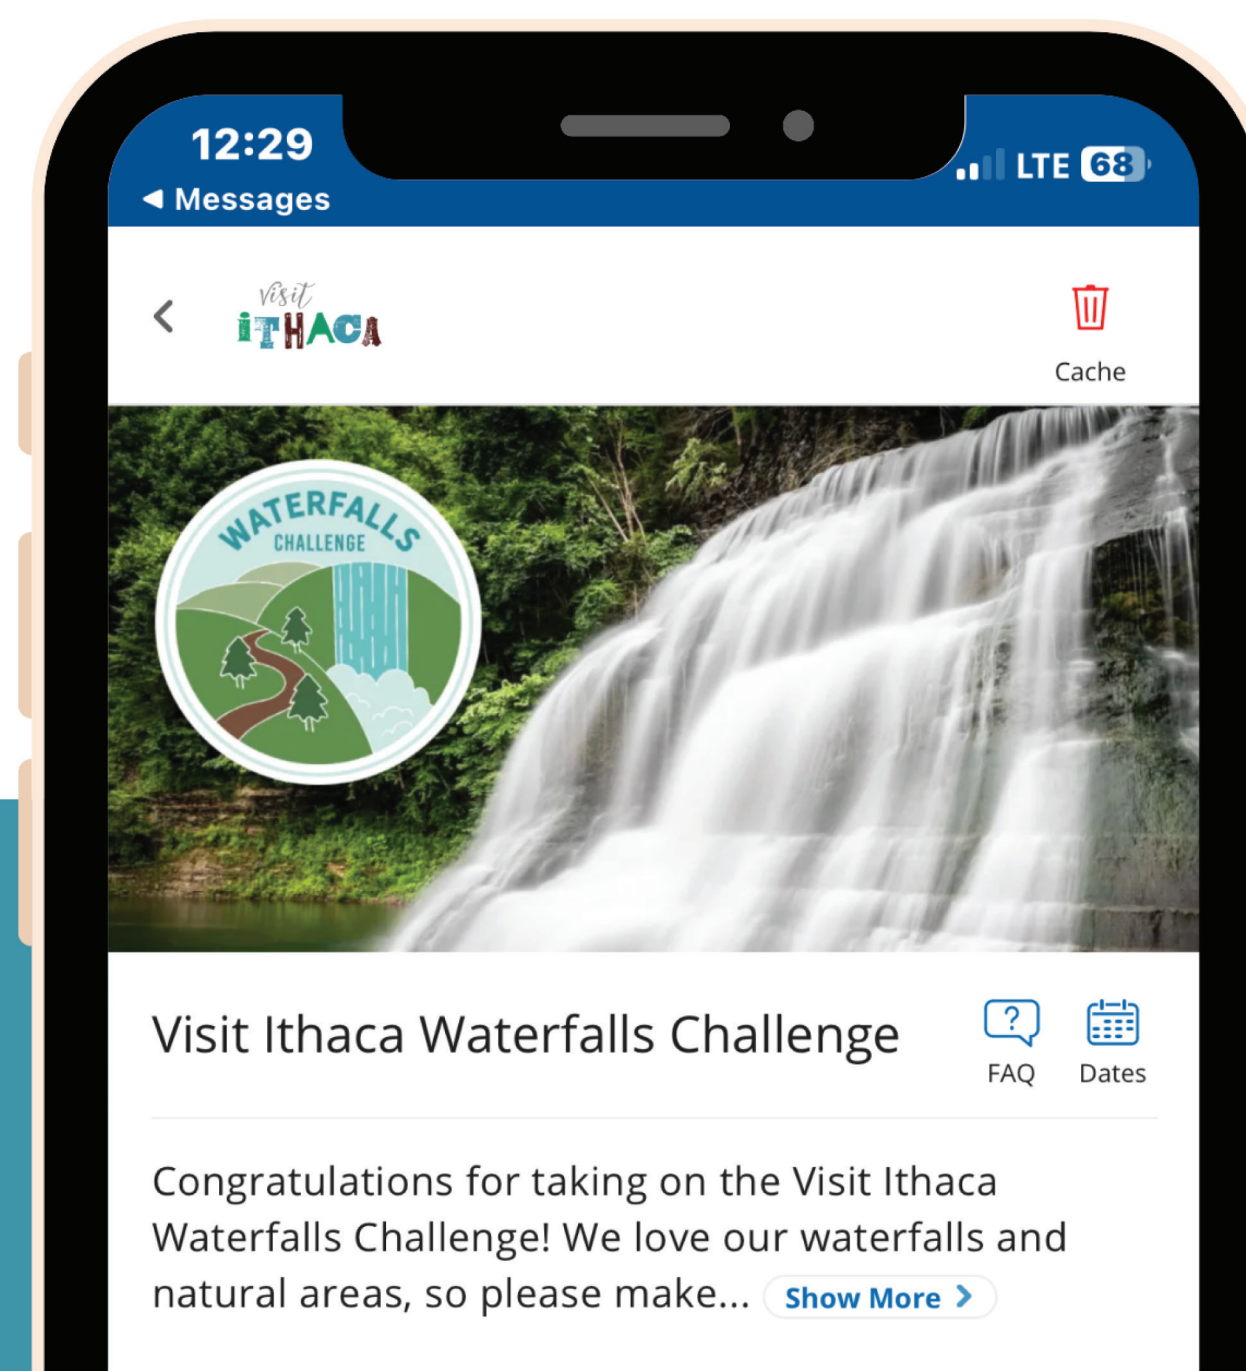 12:29
LTE 68
◀ Messages
visit
ITHACA
Cache
WATERFALLS
CHALLENGE
Visit Ithaca Waterfalls Challenge
FAQ
Dates
Congratulations for taking on the Visit Ithaca
Waterfalls Challenge! We love our waterfalls and
natural areas, so please make... Show More >